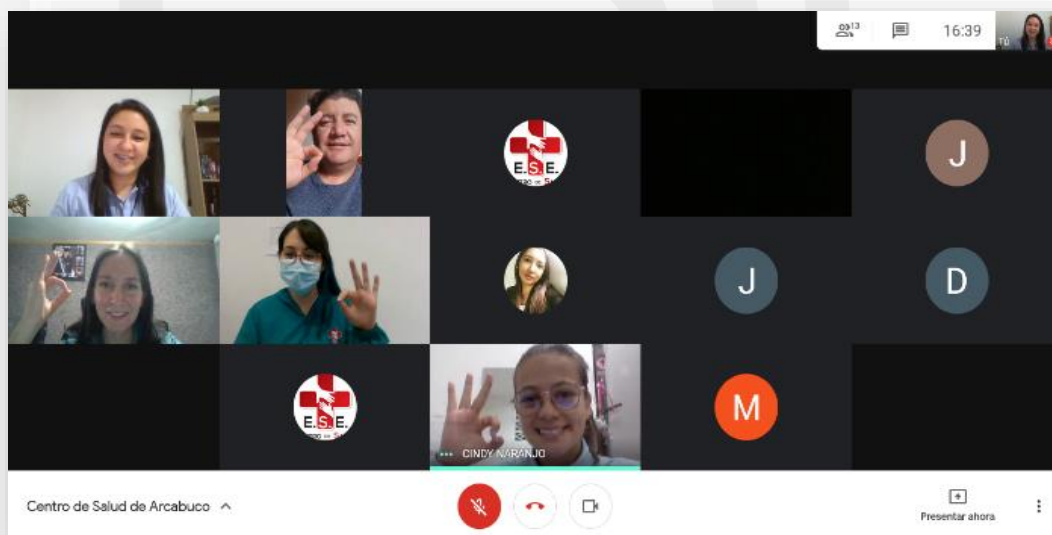 13
16:39
Tú
E.S.E.
J
J
D
E.S.E.
CINDY NARANJO
M
Centro de Salud de Arcabuco
Presentar ahora